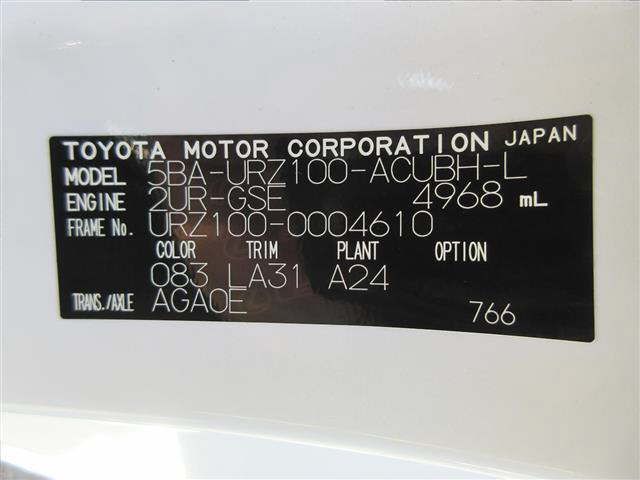 TOYOTA MOTOR CORPORATION JAPAN
MODEL 5BA-URZ100-ACUBH-L
ENGINE 2UR-GSE 4968 mL
FRAME No. URZ100-0004610
COLOR TRIM PLANT OPTION
083 LA31 A24
TRANS./AXLE AGA0E 766